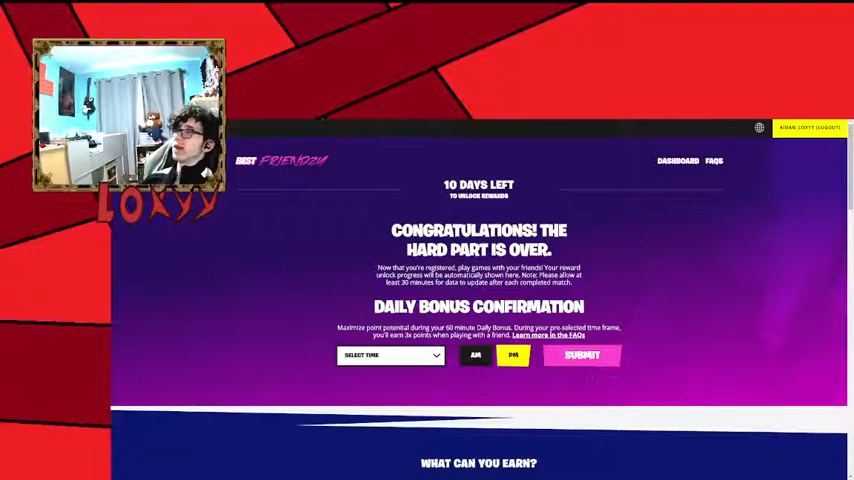 AIDAN LOXYY (LOGOUT)
BEST FRIENDZY
DASHBOARD FAQS
10 DAYS LEFT
TO UNLOCK REWARDS
LOXYY
CONGRATULATIONS! THE
HARD PART IS OVER.
Now that you're registered, play games with your friends! Your reward
unlock progress will be automatically shown here. Note: Please allow at
least 30 minutes for data to update after each completed match.
DAILY BONUS CONFIRMATION
Maximize point potential during your 60 minute Daily Bonus. During your pre-selected time frame,
you'll earn 3x points when playing with a friend. Learn more in the FAQs
SELECT TIME AM PM SUBMIT
WHAT CAN YOU EARN?